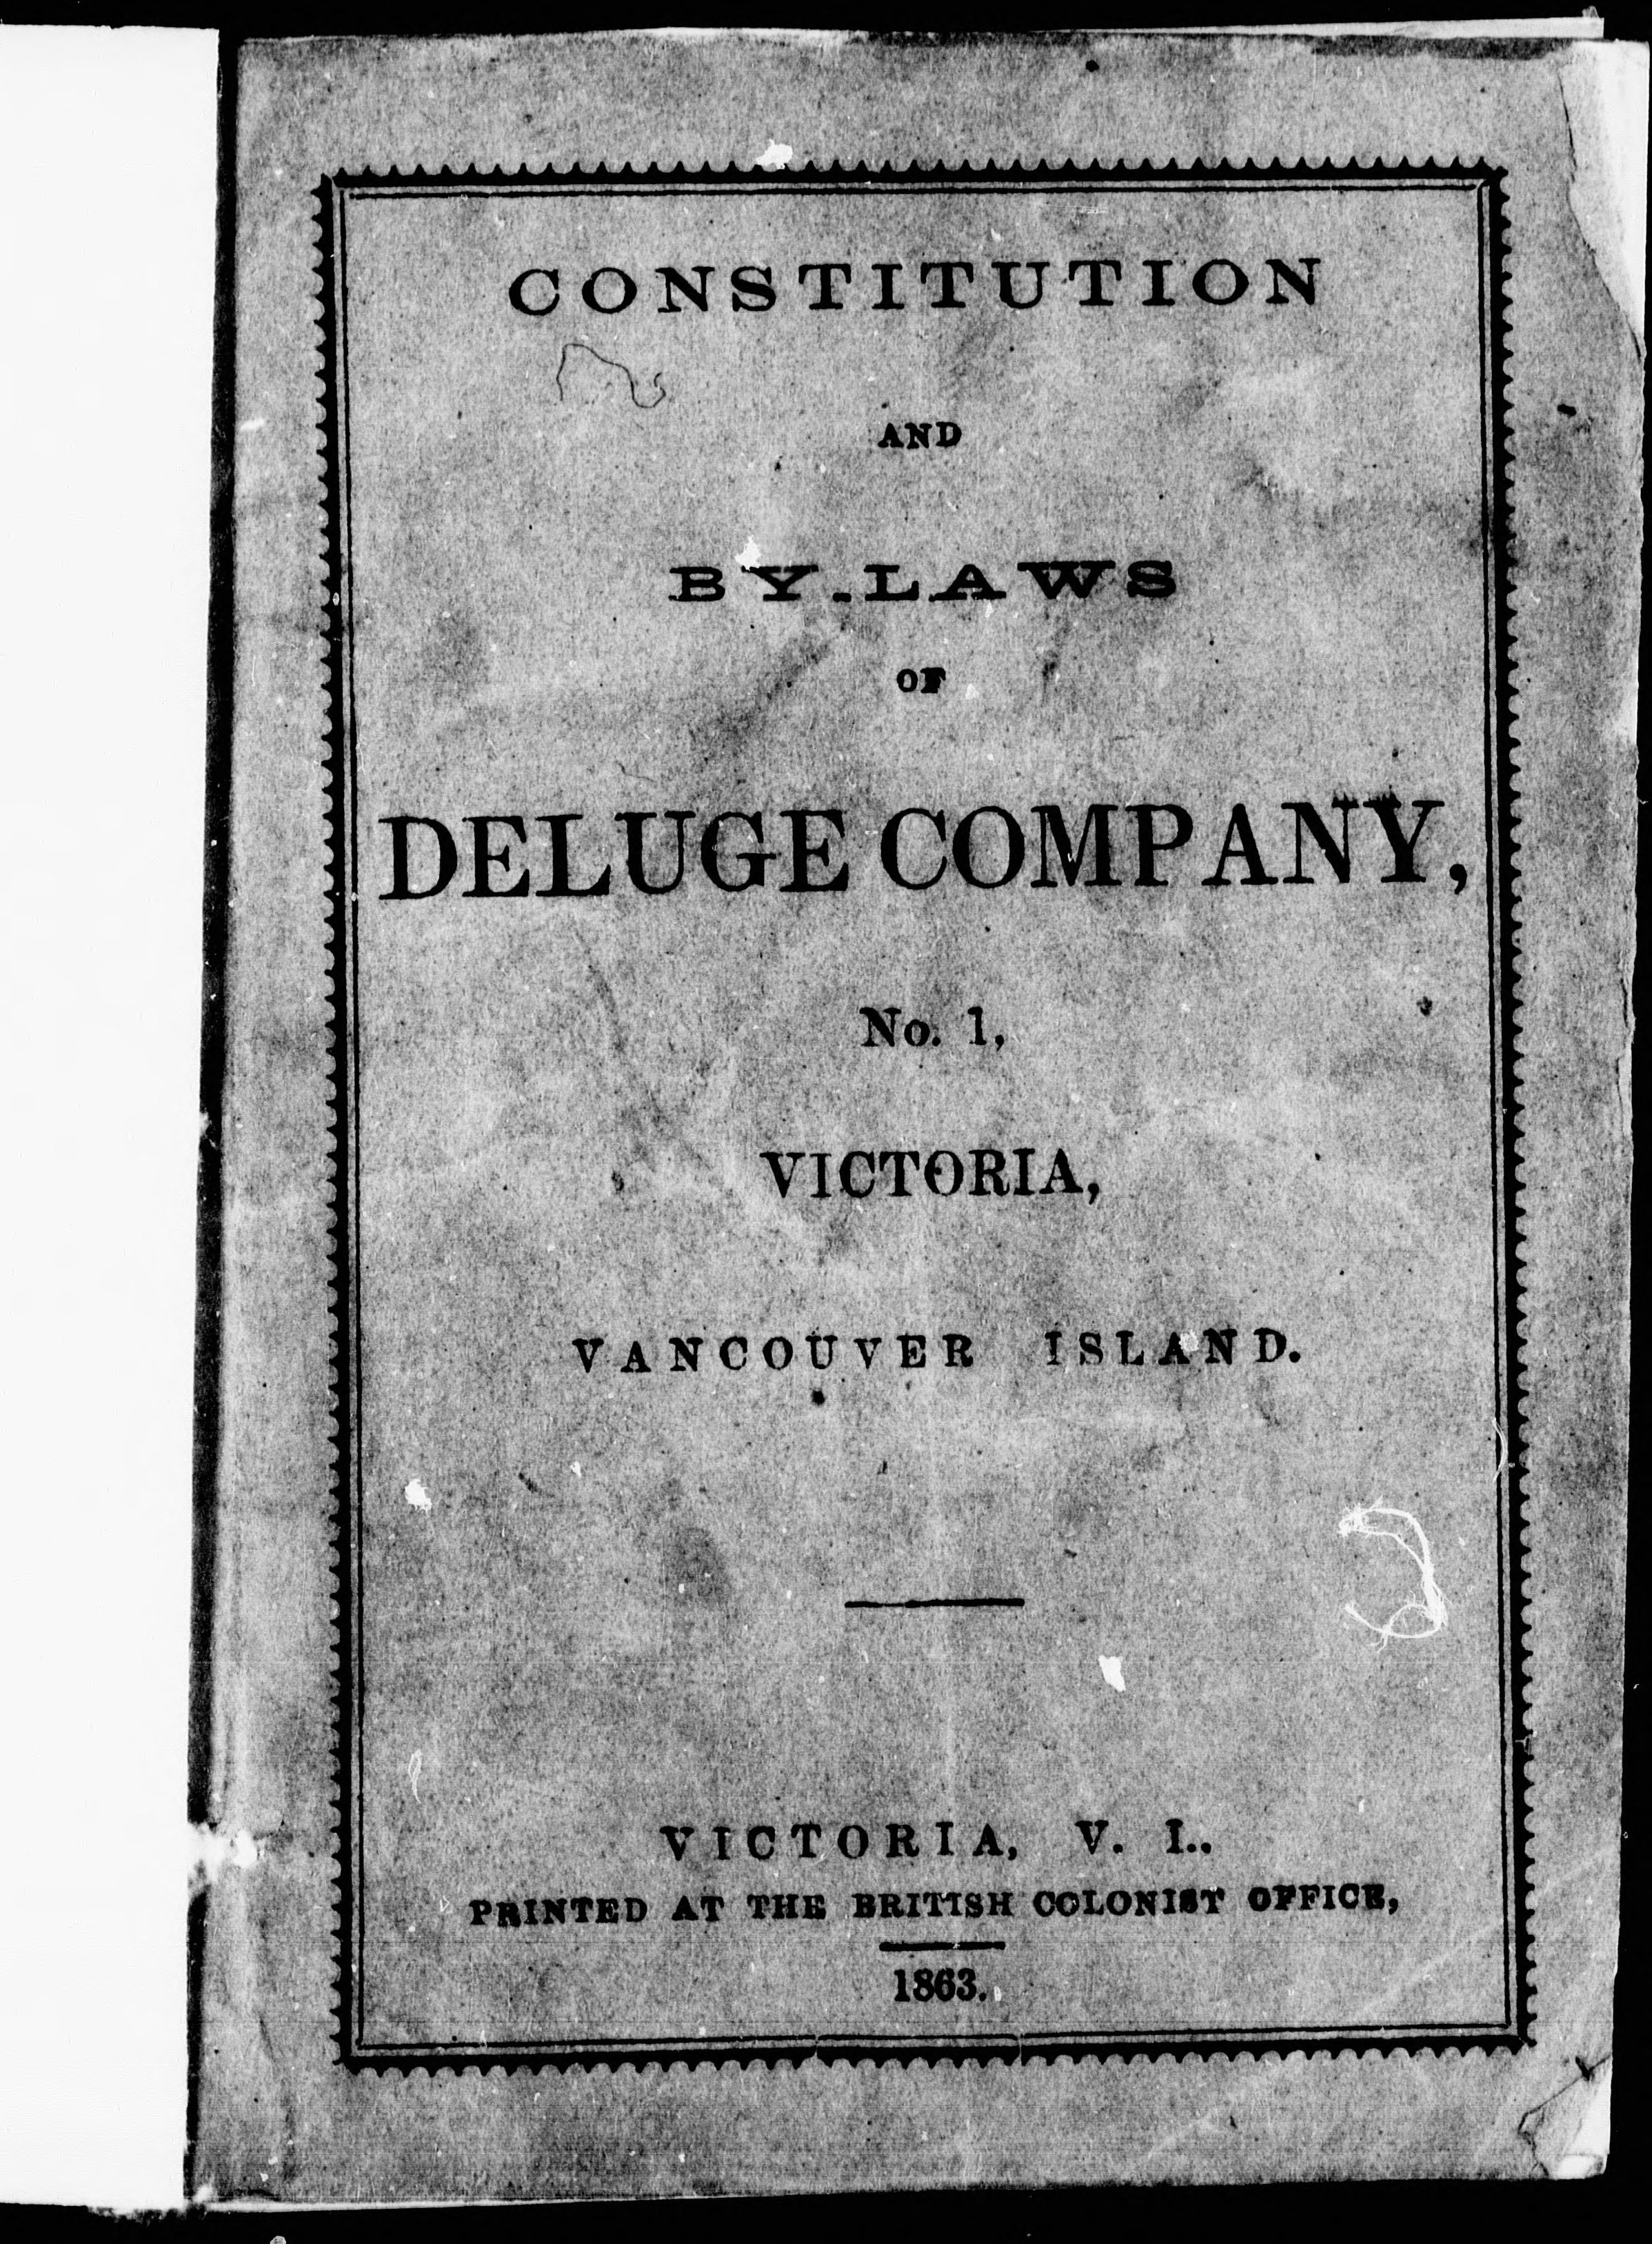 CONSTITUTION
AND
BY-LAWS
OF
DELUGE COMPANY,
No. 1,
VICTORIA,
VANCOUVER ISLAND.
VICTORIA, V. I.,
PRINTED AT THE BRITISH COLONIST OFFICE,
1863.